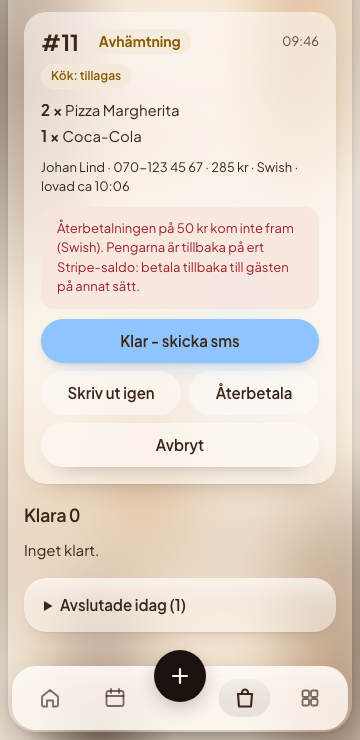 #11 Avhämtning 09:46
Kök: tillagas
2 × Pizza Margherita
1 × Coca-Cola
Johan Lind · 070-123 45 67 · 285 kr · Swish ·
lovad ca 10:06
Återbetalningen på 50 kr kom inte fram
(Swish). Pengarna är tillbaka på ert
Stripe-saldo: betala tillbaka till gästen
på annat sätt.
Klar – skicka sms
Skriv ut igen Återbetala
Avbryt
Klara 0
Inget klart.
▶ Avslutade idag (1)